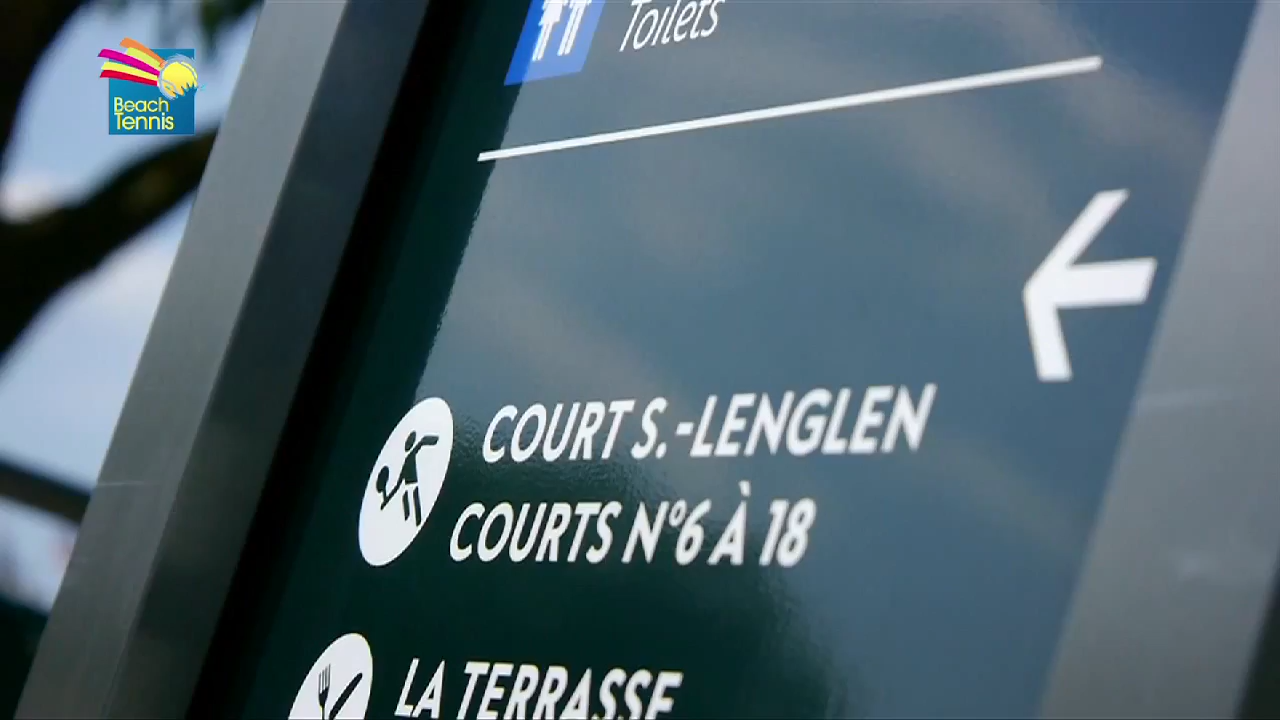 Toilets
Beach
Tennis
COURT S.-LENGLEN
COURTS N°6 À 18
LA TERRASSE